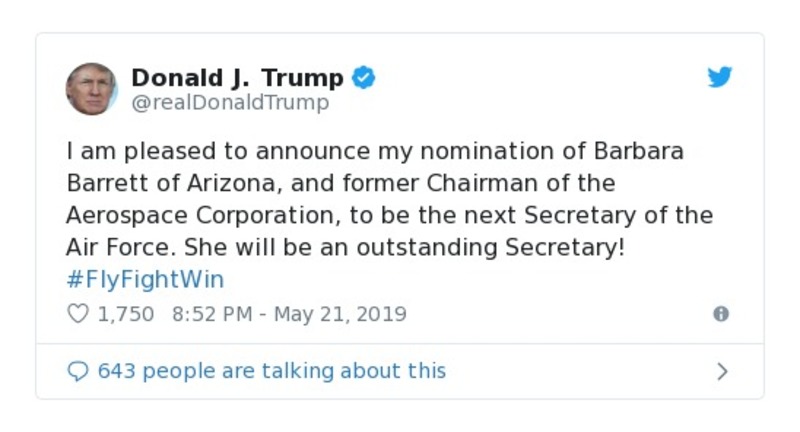 Donald J. Trump
@realDonaldTrump
I am pleased to announce my nomination of Barbara
Barrett of Arizona, and former Chairman of the
Aerospace Corporation, to be the next Secretary of the
Air Force. She will be an outstanding Secretary!
#FlyFightWin
1,750 8:52 PM - May 21, 2019
643 people are talking about this